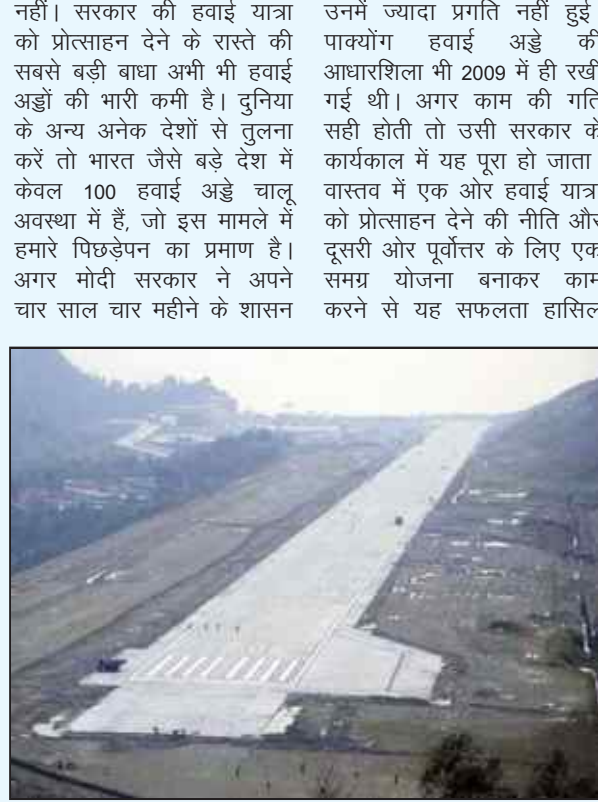 नहीं। सरकार की हवाई यात्रा
को प्रोत्साहन देने के रास्ते की
सबसे बड़ी बाधा अभी भी हवाई
अड्डों की भारी कमी है। दुनिया
के अन्य अनेक देशों से तुलना
करें तो भारत जैसे बड़े देश में
केवल 100 हवाई अड्डे चालू
अवस्था में हैं, जो इस मामले में
हमारे पिछड़ेपन का प्रमाण है।
अगर मोदी सरकार ने अपने
चार साल चार महीने के शासन
उनमें ज्यादा प्रगति नहीं हुई
पाक्योंग हवाई अड्डे की
आधारशिला भी 2009 में ही रखी
गई थी। अगर काम की गति
सही होती तो उसी सरकार के
कार्यकाल में यह पूरा हो जाता
वास्तव में एक ओर हवाई यात्रा
को प्रोत्साहन देने की नीति और
दूसरी ओर पूर्वोत्तर के लिए एक
समग्र योजना बनाकर काम
करने से यह सफलता हासिल